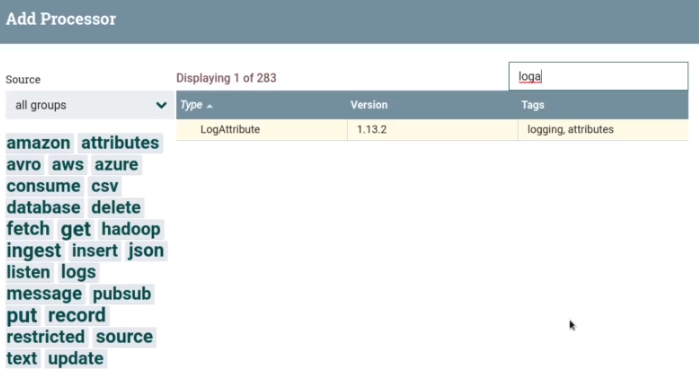 Add Processor
Source
Displaying 1 of 283
loga
all groups
Type Version Tags
LogAttribute 1.13.2 logging, attributes
amazon attributes
avro aws azure
consume csv
database delete
fetch get hadoop
ingest insert json
listen logs
message pubsub
put record
restricted source
text update